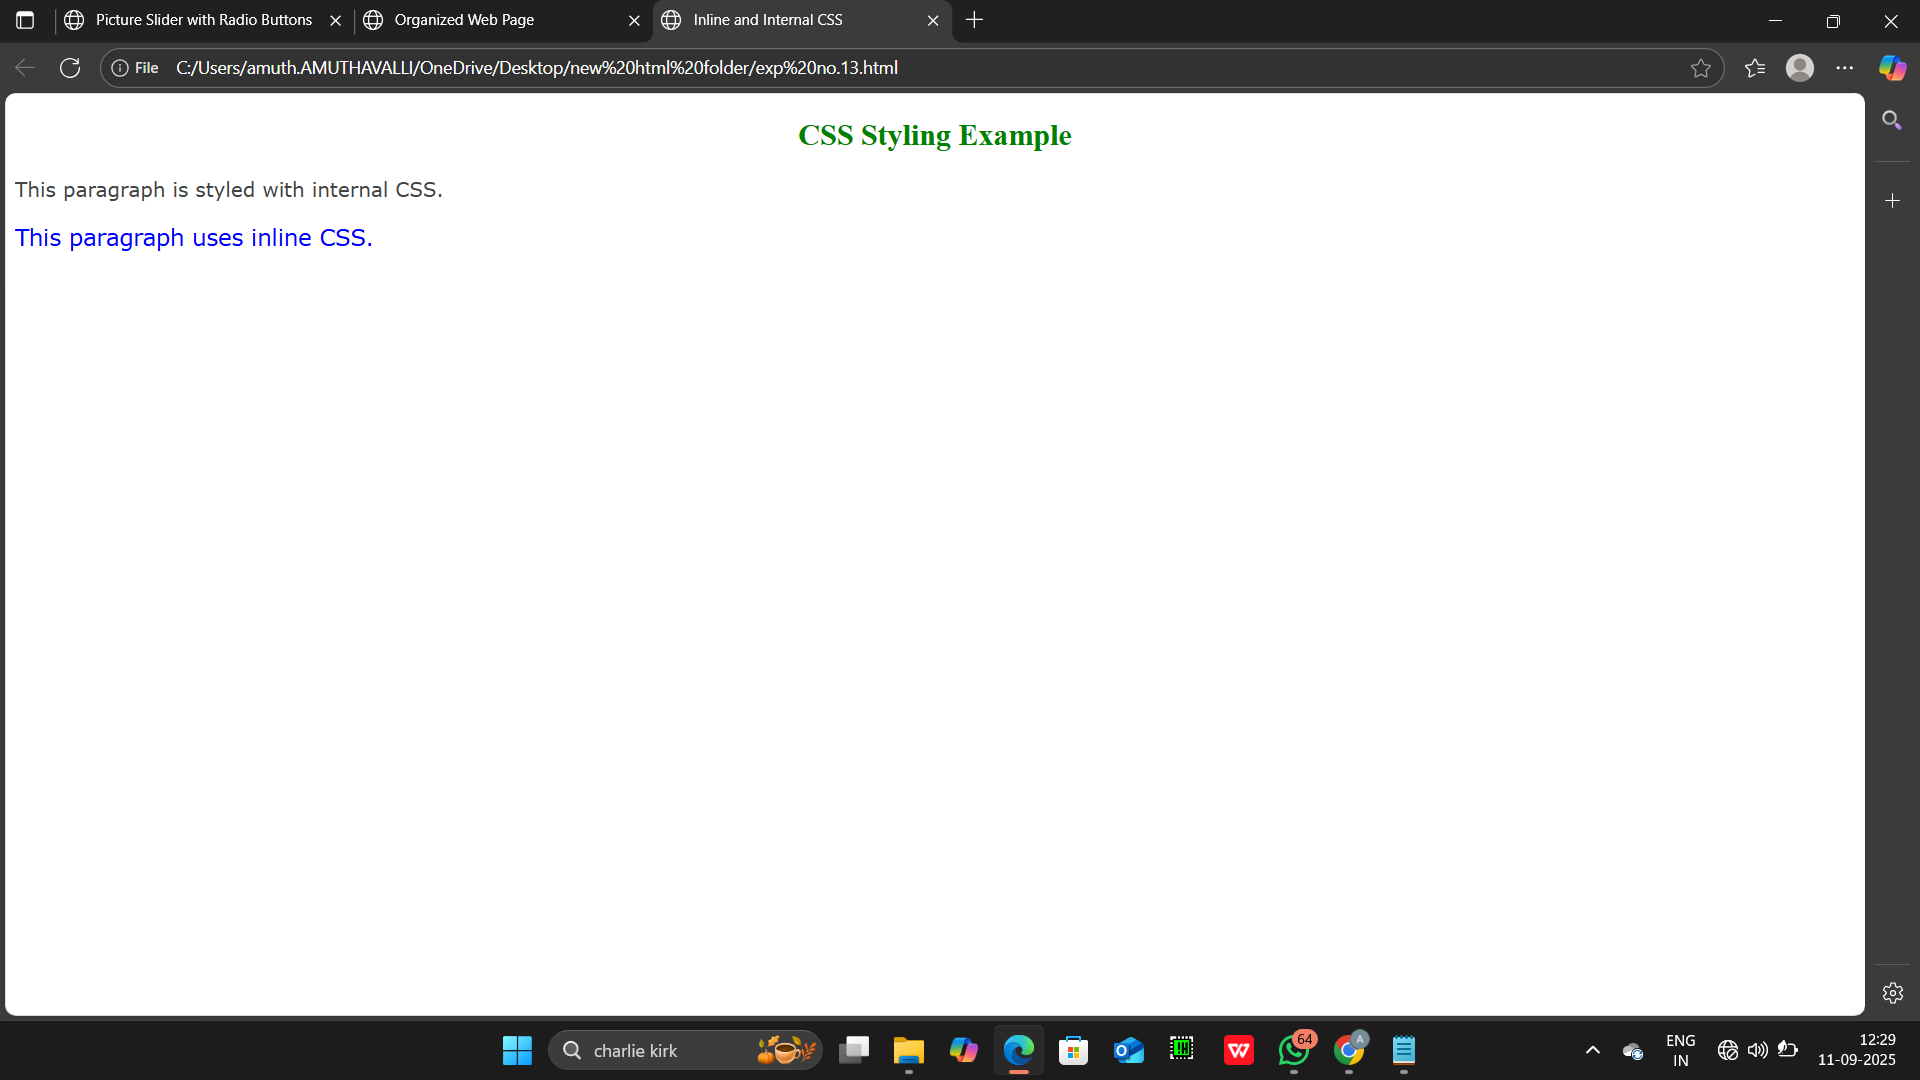 Picture Slider with Radio Buttons
Organized Web Page
Inline and Internal CSS
File C:/Users/amuth.AMUTHAVALLI/OneDrive/Desktop/new%20html%20folder/exp%20no.13.html
CSS Styling Example
This paragraph is styled with internal CSS.
This paragraph uses inline CSS.
charlie kirk
64
A
ENG
IN
12:29
11-09-2025